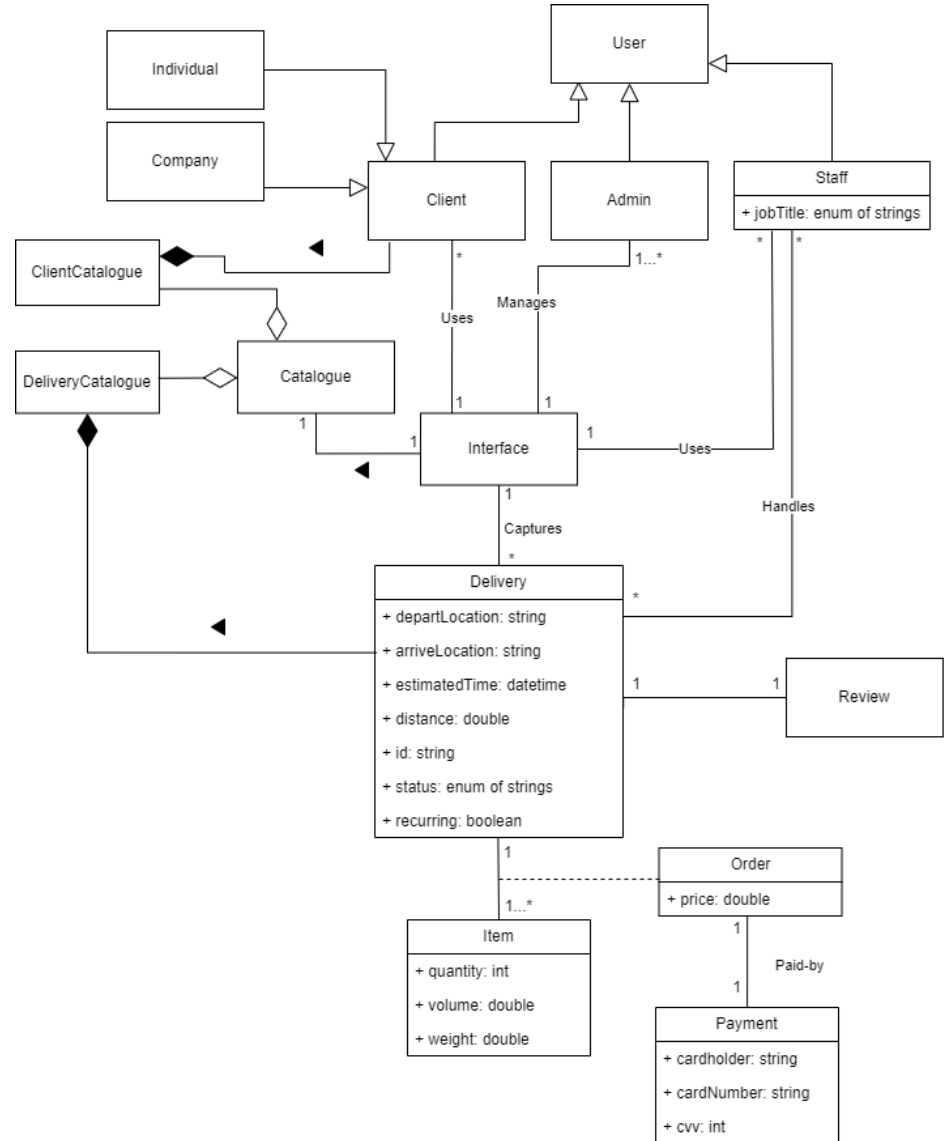 User
Individual
Company
Client
Admin
Staff
+ jobTitle: enum of strings
*
1...*
*
*
ClientCatalogue
Uses
Manages
DeliveryCatalogue
Catalogue
1
1
1
1
1
Interface
Uses
1
Captures
Handles
*
*
Delivery
+ departLocation: string
+ arriveLocation: string
+ estimatedTime: datetime
+ distance: double
+ id: string
+ status: enum of strings
+ recurring: boolean
1
1
Review
1
1...*
Order
+ price: double
1
Paid-by
1
Item
+ quantity: int
+ volume: double
+ weight: double
Payment
+ cardholder: string
+ cardNumber: string
+ cvv: int